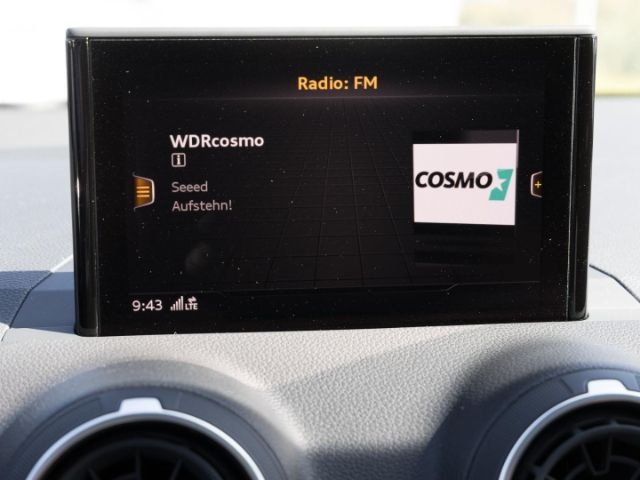 Radio: FM
WDRcosmo
i
Seeed
Aufstehn!
COSMO
9:43 LTE